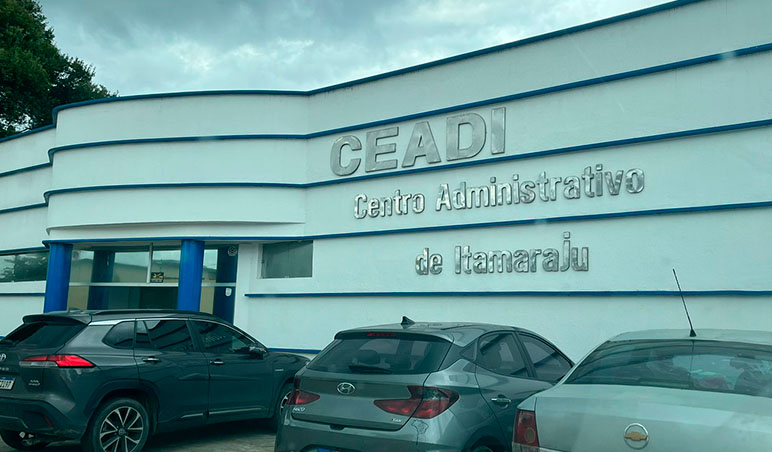 CEADI
Centro Administrativo
de Itamaraju